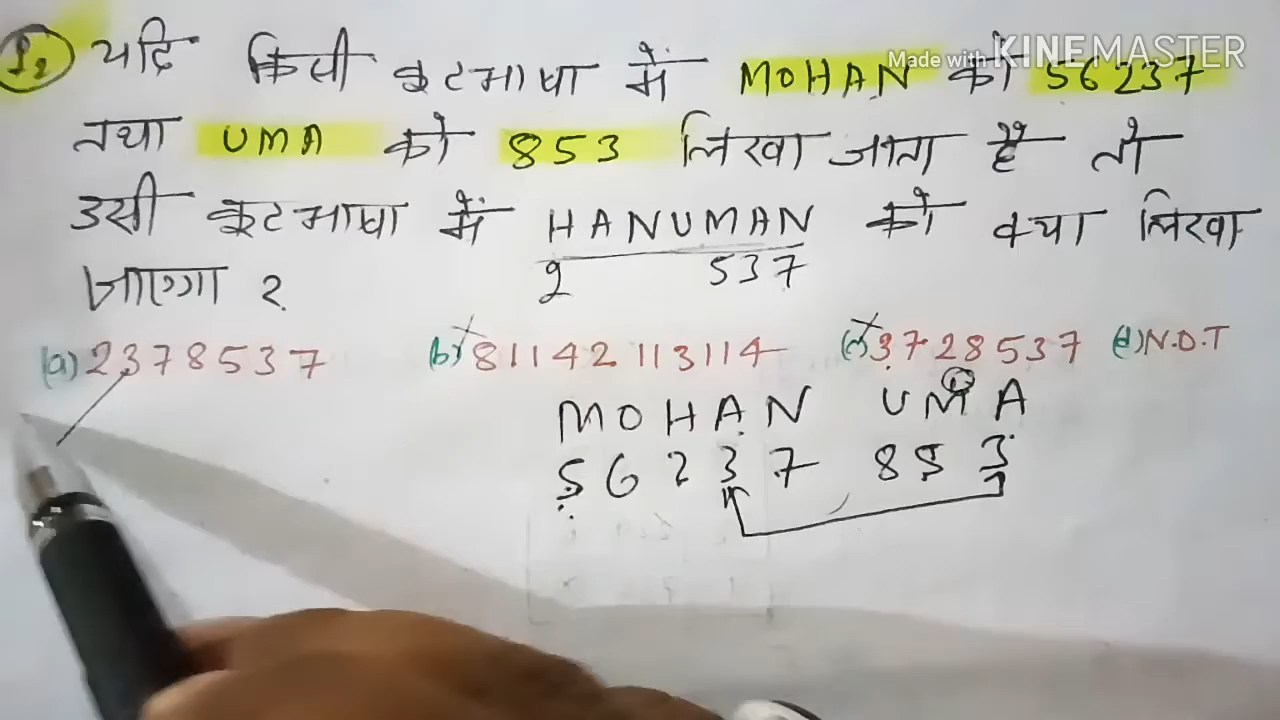 Q2 यदि किसी कूटभाषा में MOHAN को 56237
Made with KINEMASTER
तथा UMA को 853 लिखा जाता है तो
उसी कूटभाषा में HANUMAN को क्या लिखा
2 537
जाएगा ?
(a) 2378537 (b) 81142113114 (c) 3728537 (d) N.O.T
MOHAN UMA
56237 853